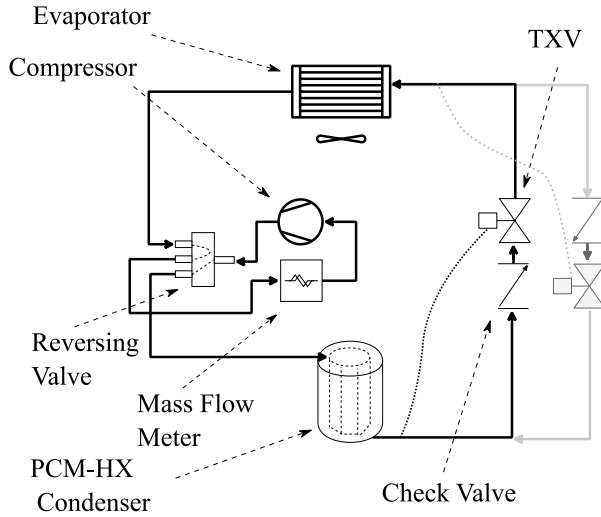 Evaporator
TXV
Compressor
Reversing
Valve
Mass Flow
Meter
PCM-HX
Condenser
Check Valve